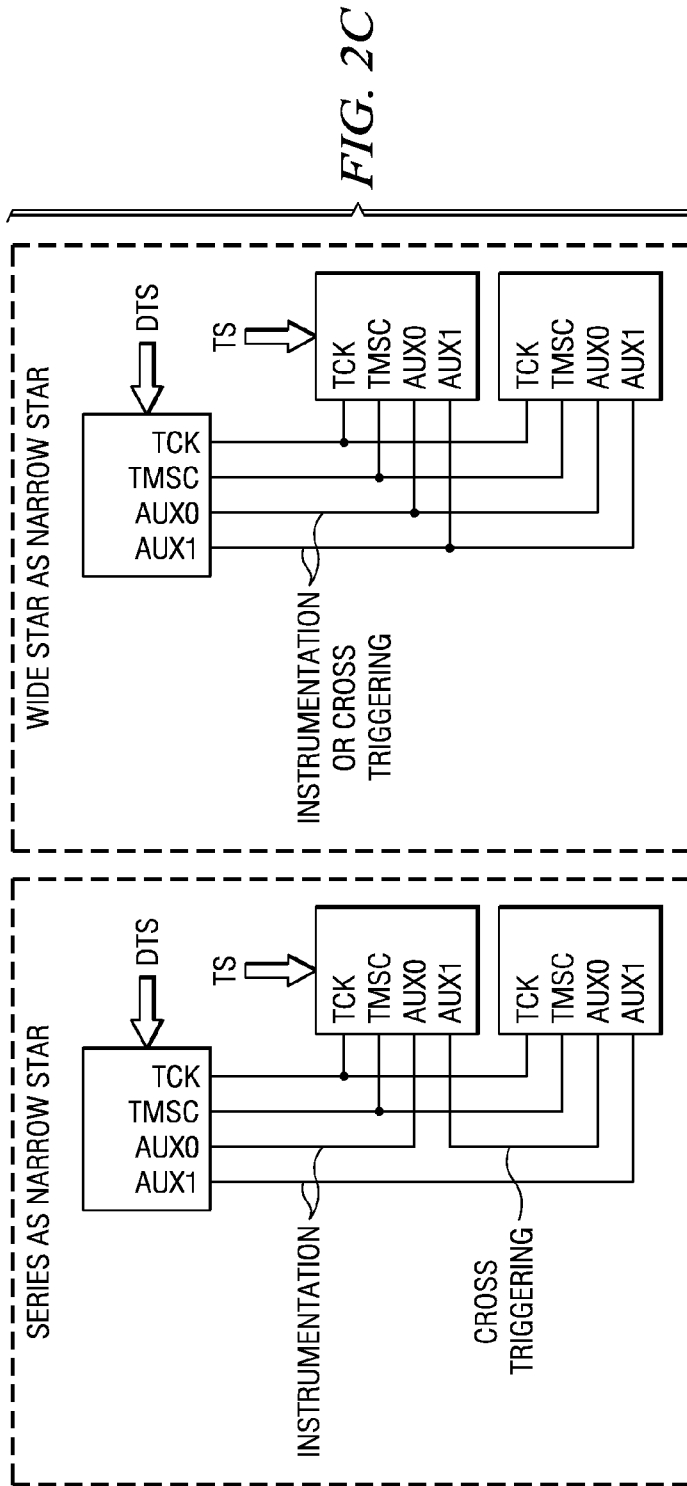 SERIES AS NARROW STAR
DTS
TCK
TMSC
AUX0
AUX1
TS
TCK
TMSC
AUX0
AUX1
TCK
TMSC
AUX0
AUX1
INSTRUMENTATION
CROSS
TRIGGERING
WIDE STAR AS NARROW STAR
DTS
TCK
TMSC
AUX0
AUX1
TS
TCK
TMSC
AUX0
AUX1
TCK
TMSC
AUX0
AUX1
INSTRUMENTATION
OR CROSS
TRIGGERING
FIG. 2C